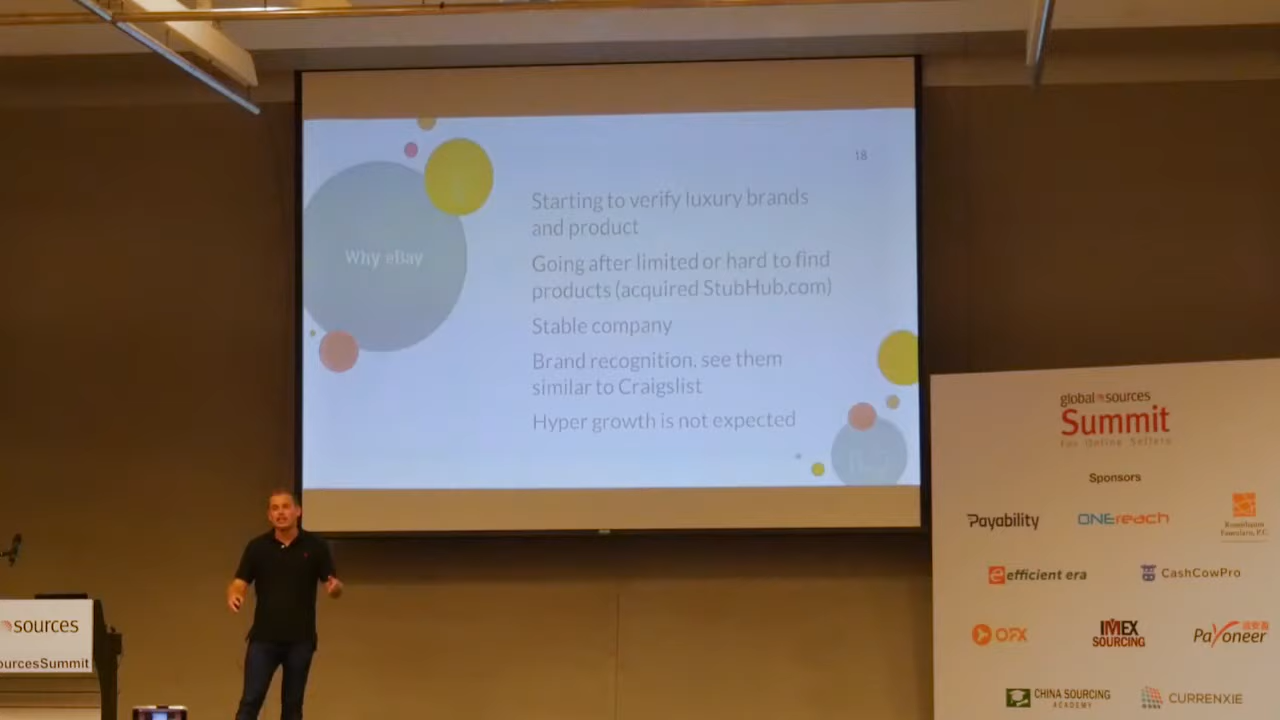 18
Why eBay
Starting to verify luxury brands
and product
Going after limited or hard to find
products (acquired StubHub.com)
Stable company
Brand recognition, see them
similar to Craigslist
Hyper growth is not expected
global sources
Summit
For Online Sellers
Sponsors
Payability
ONEreach
efficient era
CashCowPro
OFX
IMEX
SOURCING
Payoneer
CHINA SOURCING
ACADEMY
CURRENXIE
sources
ourcesSummit